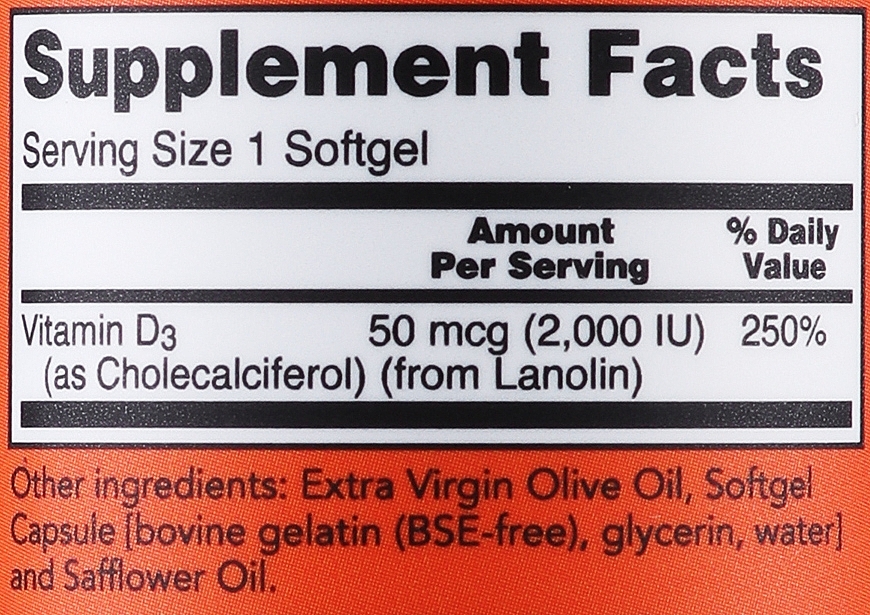 Supplement Facts
Serving Size 1 Softgel
Amount Per Serving
% Daily Value
Vitamin D3 50 mcg (2,000 IU) 250%
(as Cholecalciferol) (from Lanolin)
Other ingredients: Extra Virgin Olive Oil, Softgel
Capsule [bovine gelatin (BSE-free), glycerin, water]
and Safflower Oil.